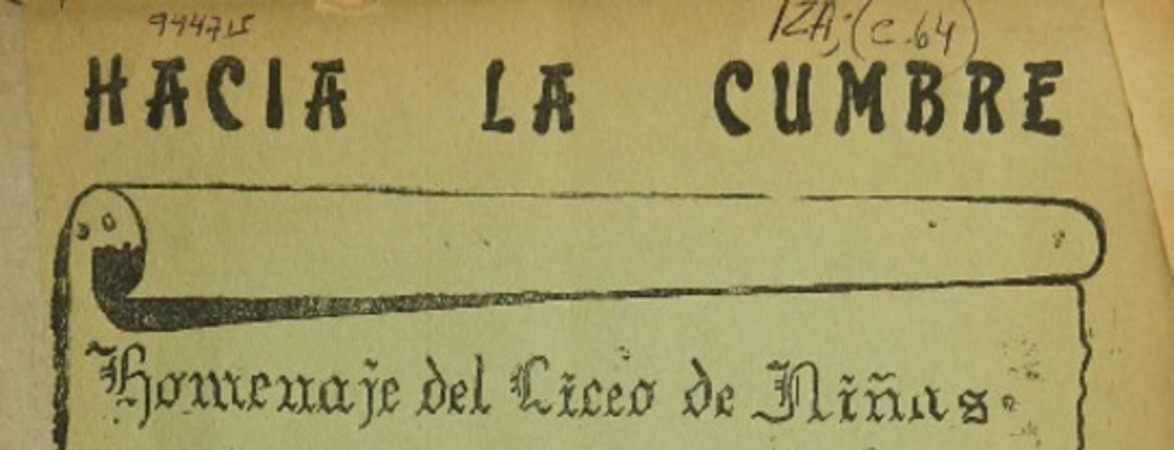 944715
IZA; (C.64)
HACIA LA CUMBRE
Homenaje del Liceo de Niñas.